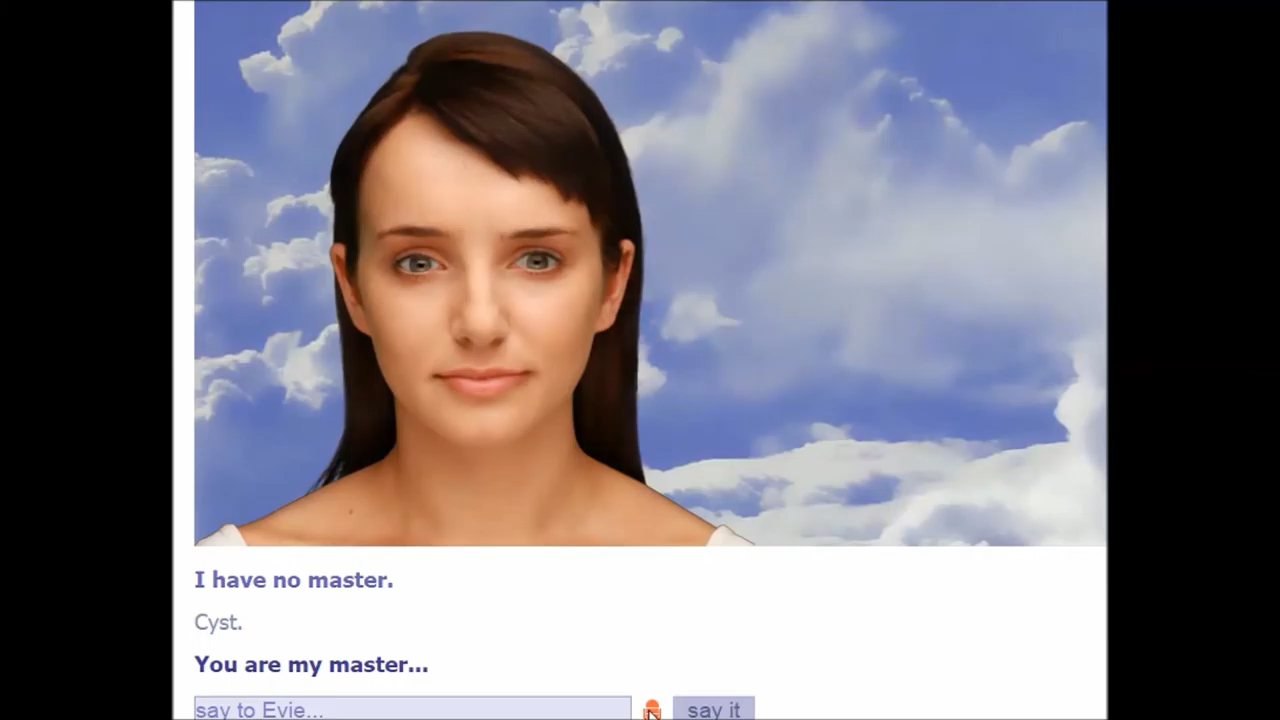 I have no master.
Cyst.
You are my master...
say to Evie...
say it